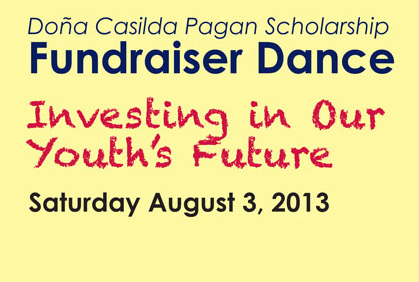 Doña Casilda Pagan Scholarship
Fundraiser Dance
Investing in Our
Youth's Future
Saturday August 3, 2013